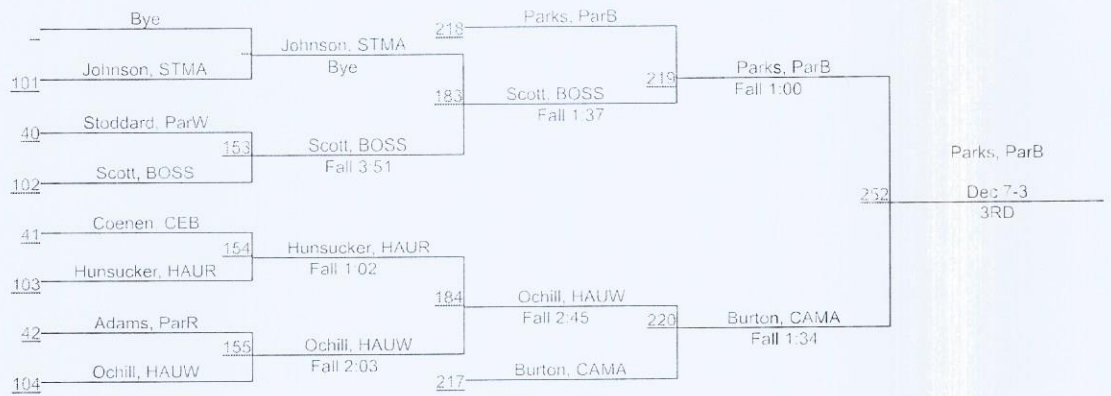 Bye
101 Johnson, STMA
Johnson, STMA
Bye
40 Stoddard, ParW
102 Scott, BOSS
153 Scott, BOSS
Fall 3:51
183 Scott, BOSS
Fall 1:37
218 Parks, ParB
219 Parks, ParB
Fall 1:00
41 Coenen CEB
103 Hunsucker, HAUR
154 Hunsucker, HAUR
Fall 1:02
42 Adams, ParR
104 Ochill, HAUW
155 Ochill, HAUW
Fall 2:03
184 Ochill, HAUW
Fall 2:45
217 Burton, CAMA
220 Burton, CAMA
Fall 1:34
252 Parks, ParB
Dec 7-3
3RD